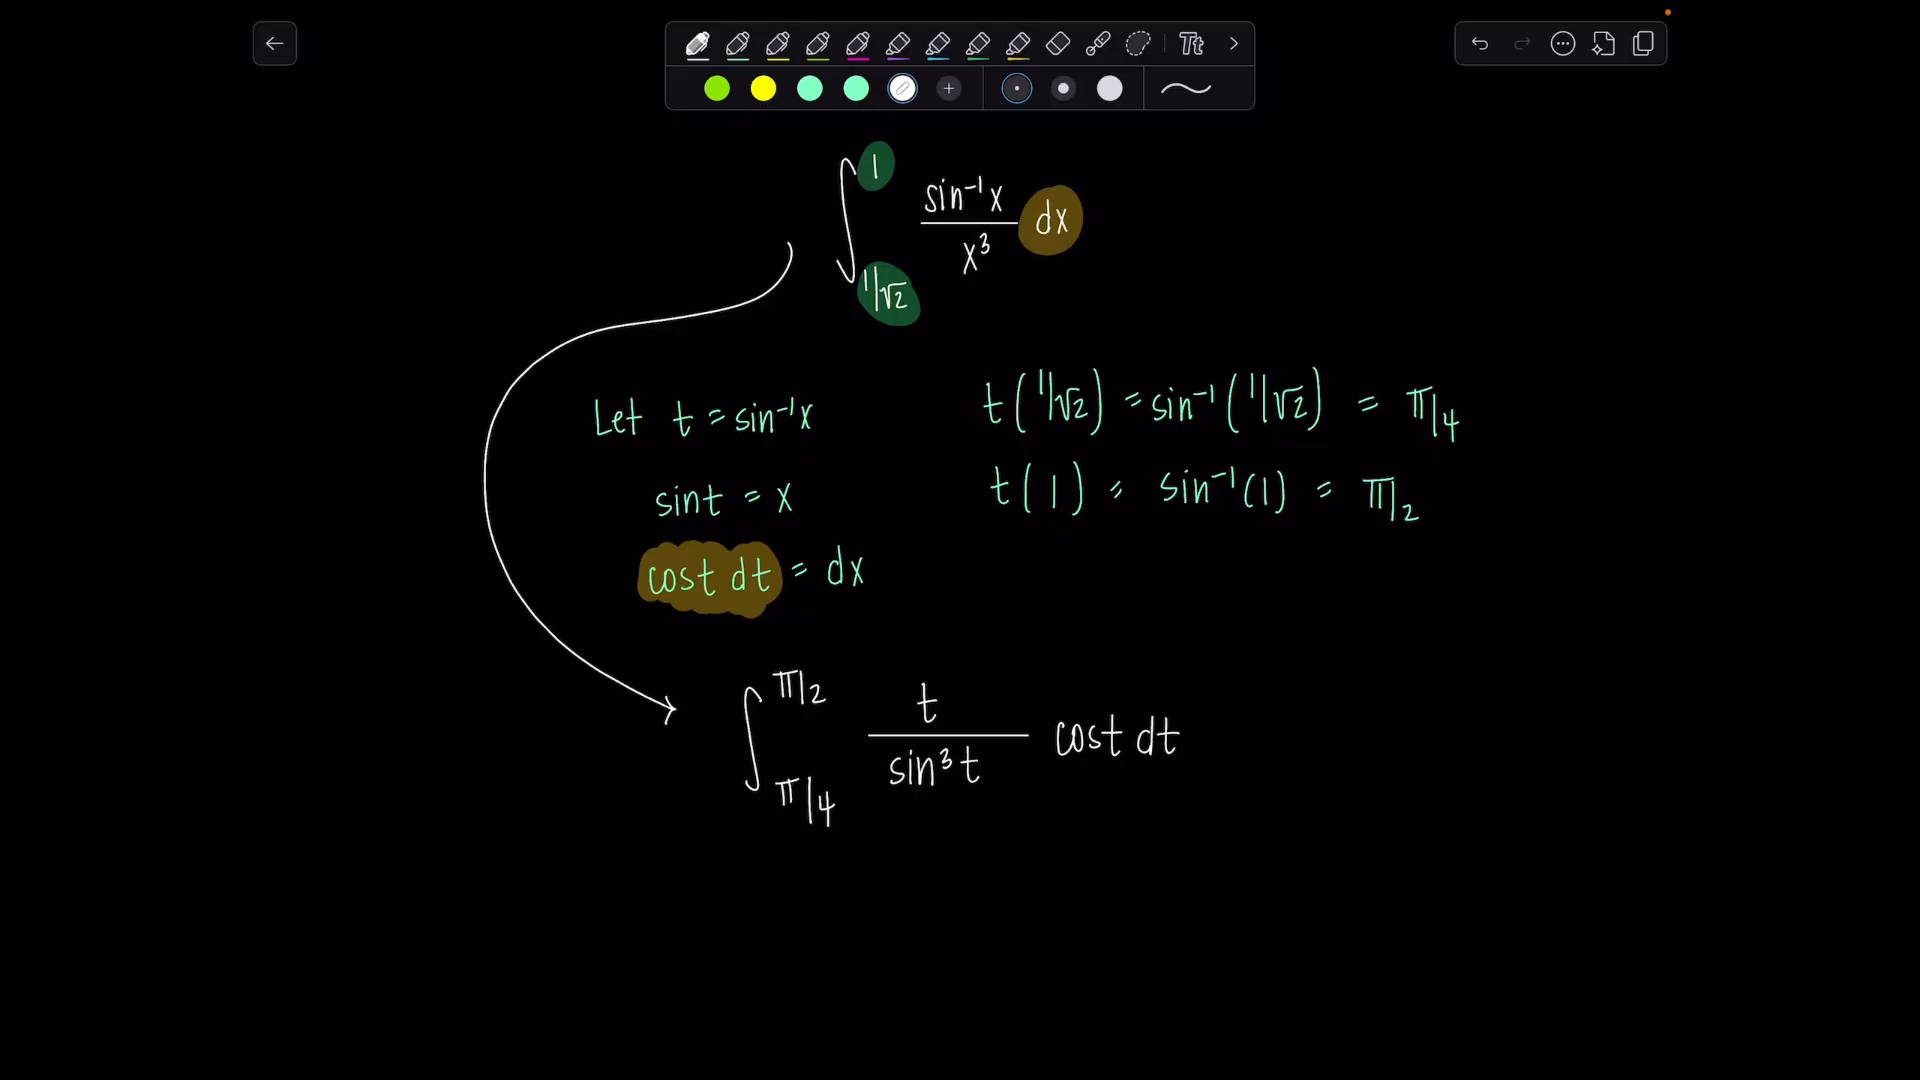 Tt
∫_{1/√2}^{1} sin⁻¹x / x³ dx
Let t = sin⁻¹x
sint = x
cost dt = dx
t(1/√2) = sin⁻¹(1/√2) = π/4
t(1) = sin⁻¹(1) = π/2
∫_{π/4}^{π/2} t / sin³t cost dt